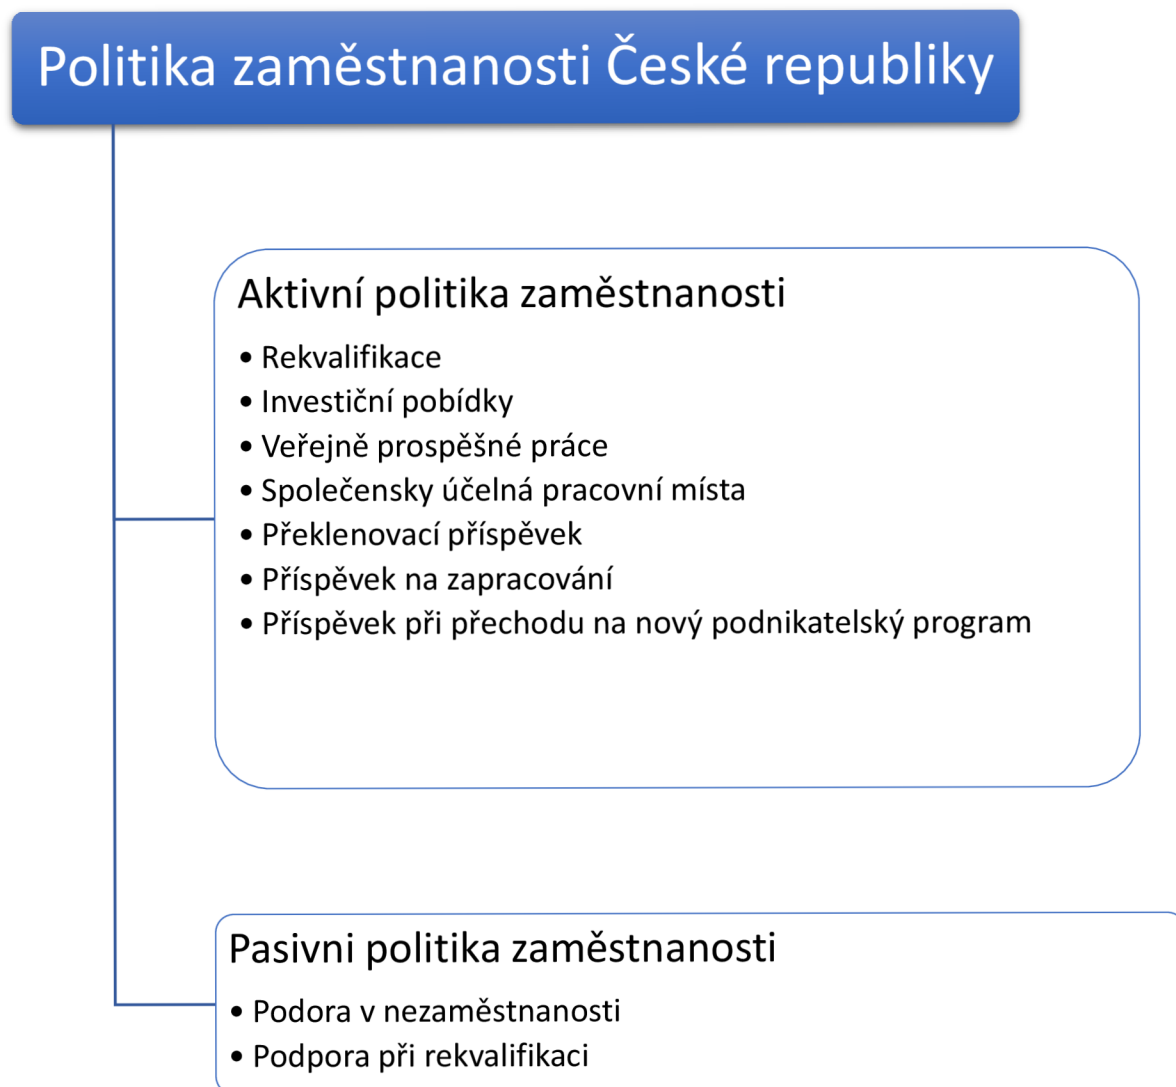 Politika zaměstnanosti České republiky
Aktivní politika zaměstnanosti
• Rekvalifikace
• Investiční pobídky
• Veřejně prospěšné práce
• Společensky účelná pracovní místa
• Překlenovací příspěvek
• Příspěvek na zapracování
• Příspěvek při přechodu na nový podnikatelský program
Pasivni politika zaměstnanosti
• Podora v nezaměstnanosti
• Podpora při rekvalifikaci